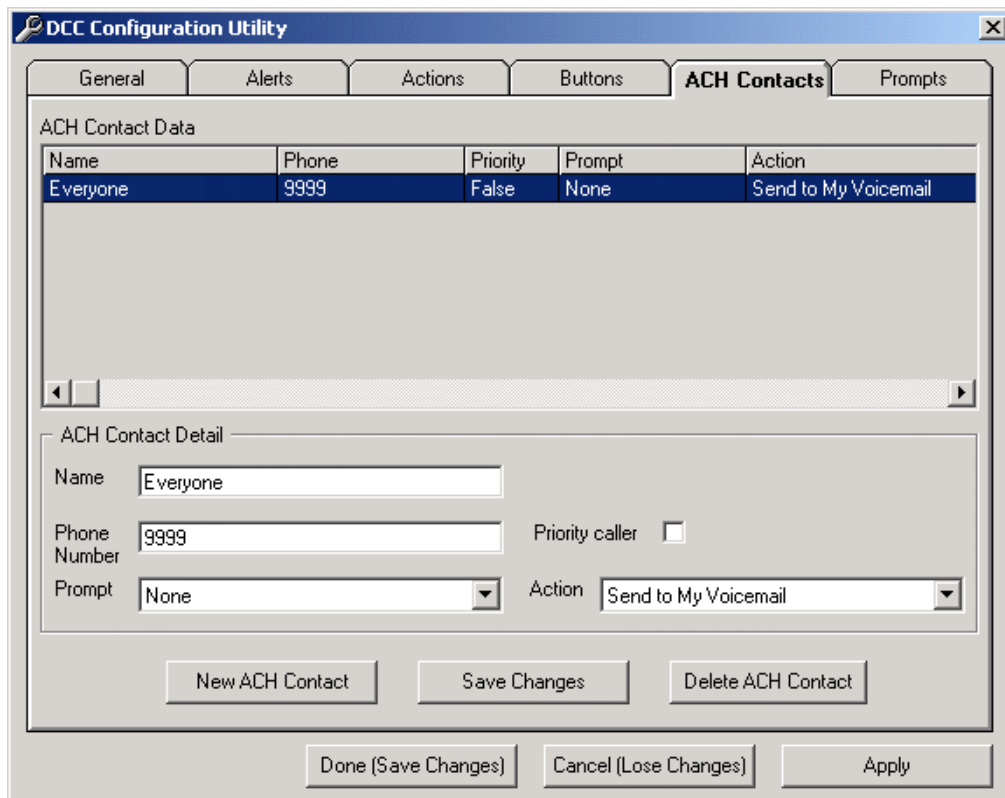 DCC Configuration Utility
General Alerts Actions Buttons ACH Contacts Prompts
ACH Contact Data
Name Phone Priority Prompt Action
Everyone 9999 False None Send to My Voicemail
ACH Contact Detail
Name Everyone
Phone Number 9999 Priority caller
Prompt None Action Send to My Voicemail
New ACH Contact Save Changes Delete ACH Contact
Done (Save Changes) Cancel (Lose Changes) Apply